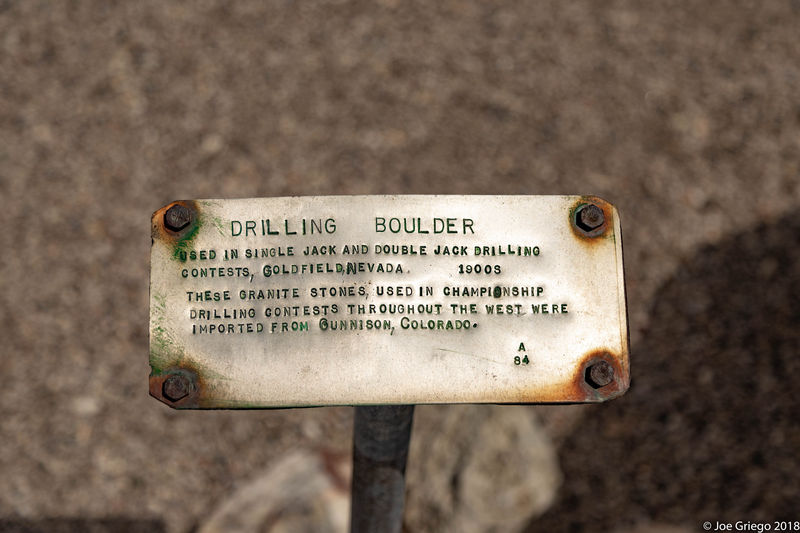 DRILLING BOULDER
USED IN SINGLE JACK AND DOUBLE JACK DRILLING
CONTESTS, GOLDFIELD, NEVADA. 1900S
THESE GRANITE STONES, USED IN CHAMPIONSHIP
DRILLING CONTESTS THROUGHOUT THE WEST WERE
IMPORTED FROM GUNNISON, COLORADO.
A
84
© Joe Griego 2018